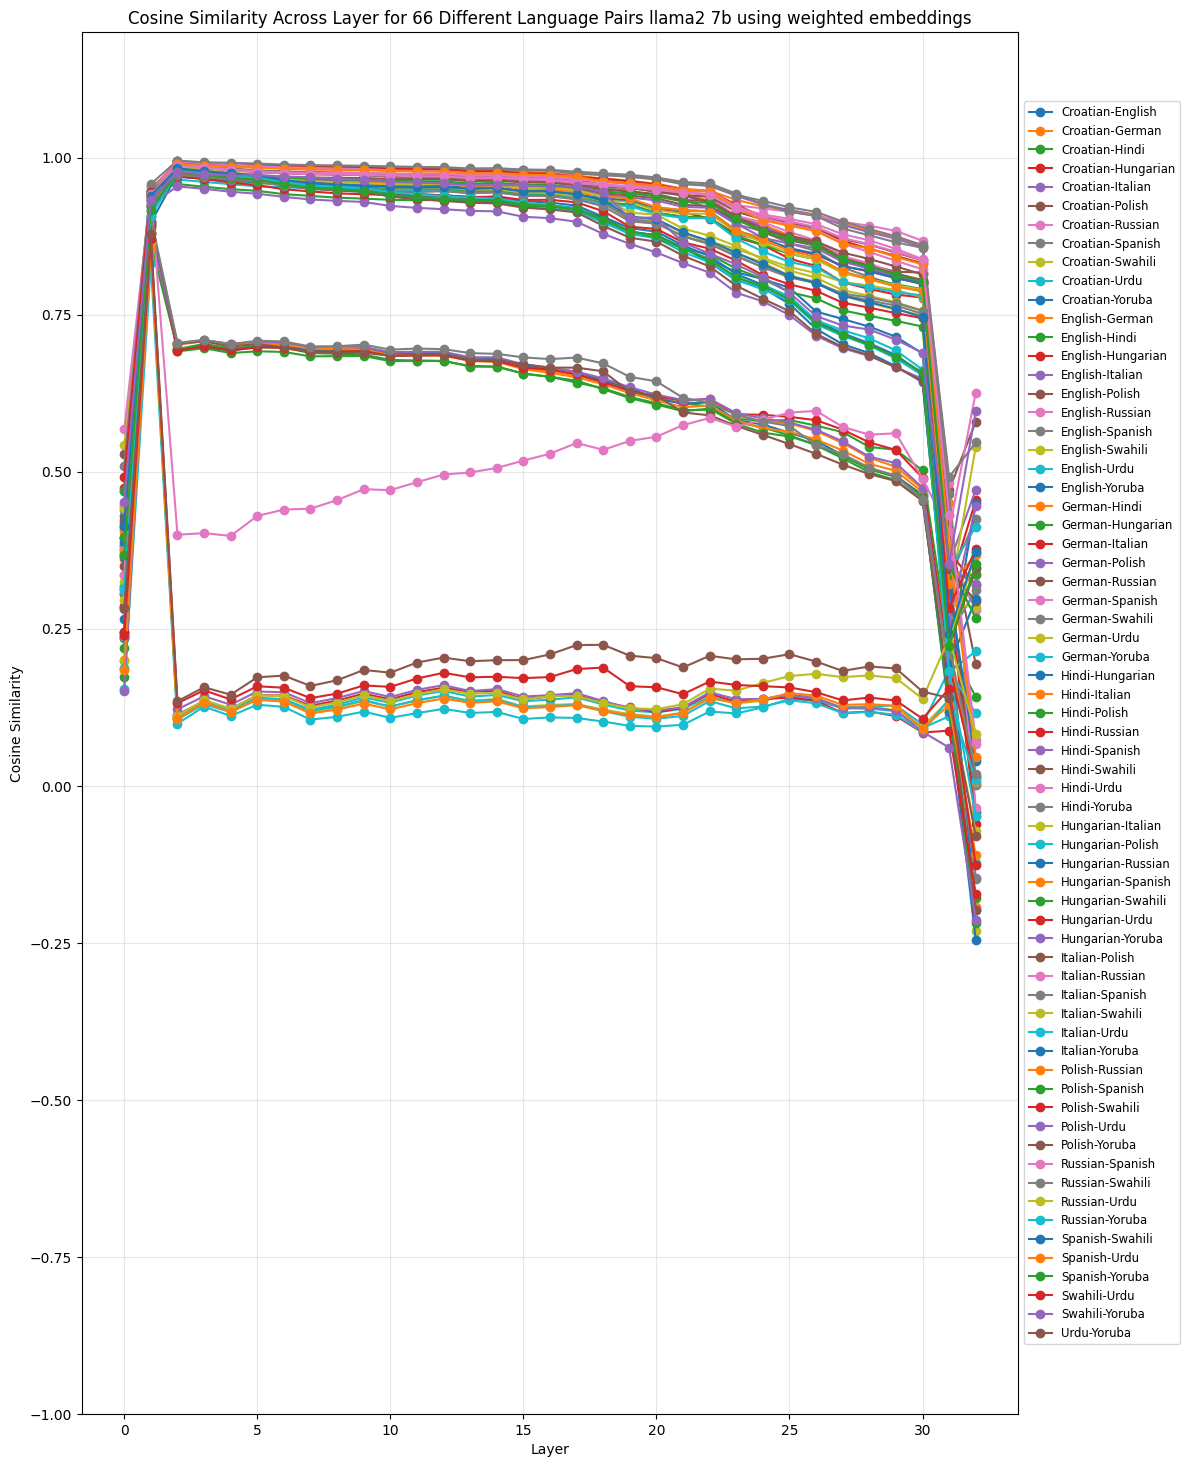 Cosine Similarity Across Layer for 66 Different Language Pairs llama2 7b using weighted embeddings
Cosine Similarity
1.00
0.75
0.50
0.25
0.00
−0.25
−0.50
−0.75
−1.00
0 5 10 15 20 25 30
Layer
Croatian-English
Croatian-German
Croatian-Hindi
Croatian-Hungarian
Croatian-Italian
Croatian-Polish
Croatian-Russian
Croatian-Spanish
Croatian-Swahili
Croatian-Urdu
Croatian-Yoruba
English-German
English-Hindi
English-Hungarian
English-Italian
English-Polish
English-Russian
English-Spanish
English-Swahili
English-Urdu
English-Yoruba
German-Hindi
German-Hungarian
German-Italian
German-Polish
German-Russian
German-Spanish
German-Swahili
German-Urdu
German-Yoruba
Hindi-Hungarian
Hindi-Italian
Hindi-Polish
Hindi-Russian
Hindi-Spanish
Hindi-Swahili
Hindi-Urdu
Hindi-Yoruba
Hungarian-Italian
Hungarian-Polish
Hungarian-Russian
Hungarian-Spanish
Hungarian-Swahili
Hungarian-Urdu
Hungarian-Yoruba
Italian-Polish
Italian-Russian
Italian-Spanish
Italian-Swahili
Italian-Urdu
Italian-Yoruba
Polish-Russian
Polish-Spanish
Polish-Swahili
Polish-Urdu
Polish-Yoruba
Russian-Spanish
Russian-Swahili
Russian-Urdu
Russian-Yoruba
Spanish-Swahili
Spanish-Urdu
Spanish-Yoruba
Swahili-Urdu
Swahili-Yoruba
Urdu-Yoruba